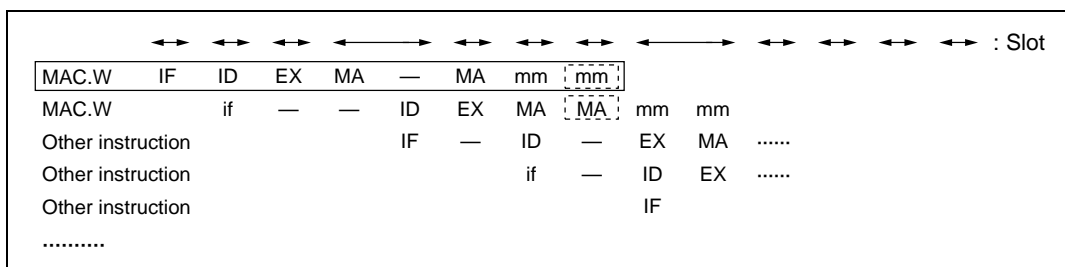 : Slot
MAC.W IF ID EX MA — MA mm mm
MAC.W if — — ID EX MA MA mm mm
Other instruction IF — ID — EX MA ......
Other instruction if — ID EX ......
Other instruction IF
..........